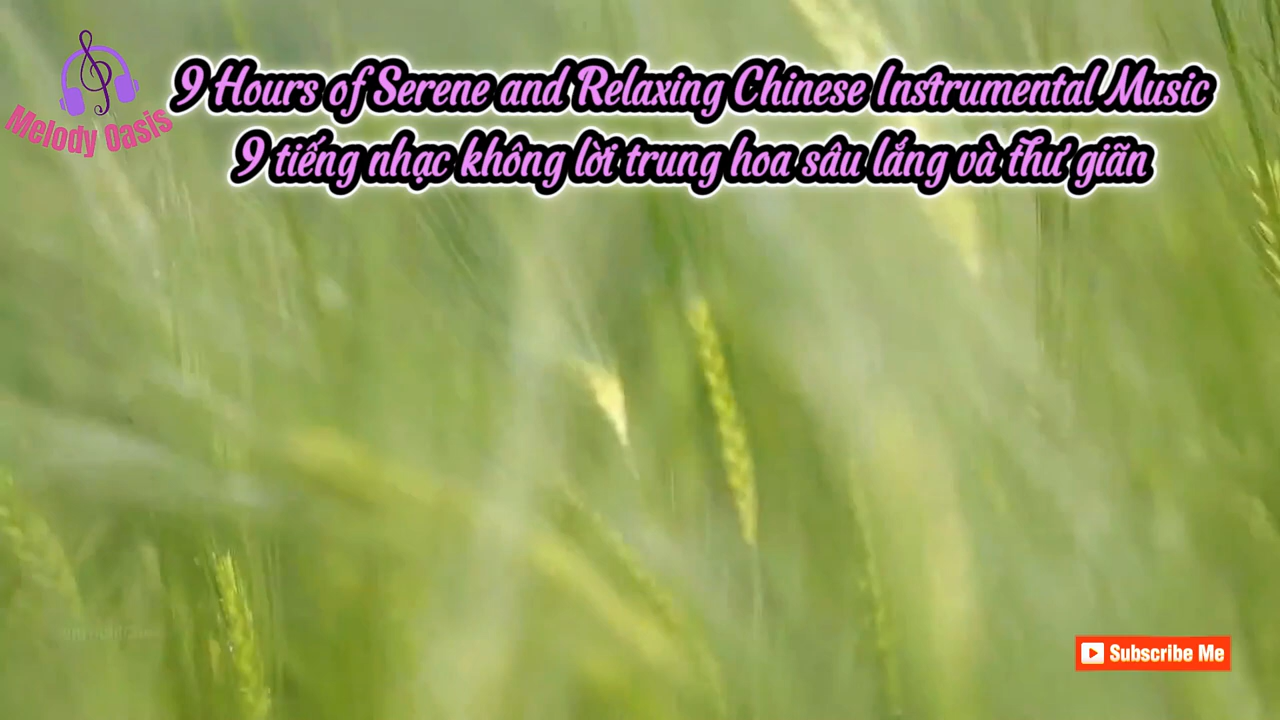 Melody Oasis
9 Hours of Serene and Relaxing Chinese Instrumental Music
9 tiếng nhạc không lời trung hoa sâu lắng và thư giãn
Subscribe Me